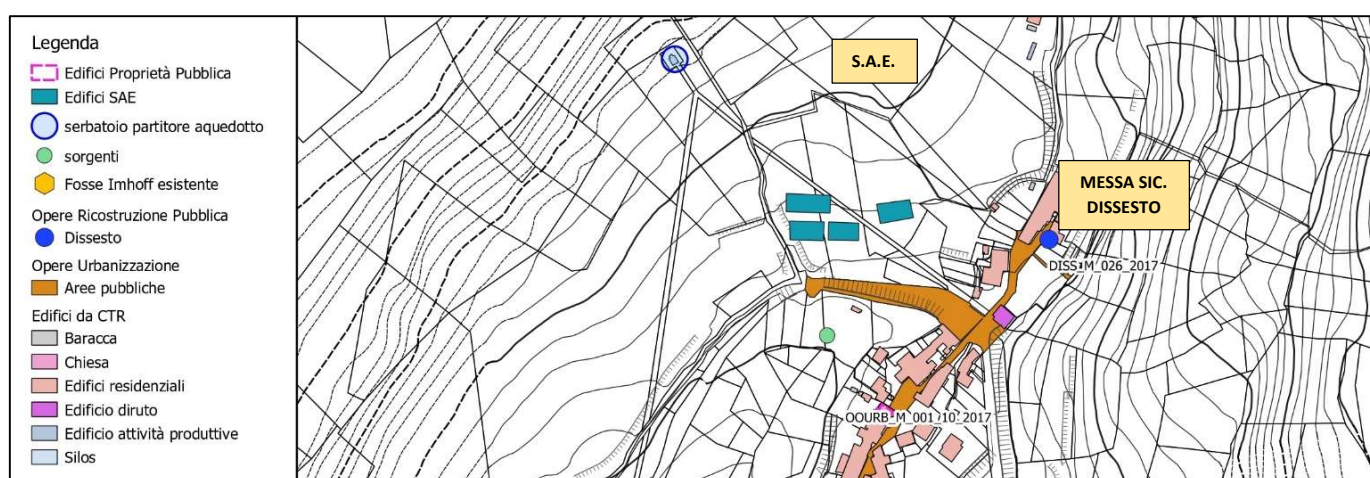 Legenda
Edifici Proprietà Pubblica
Edifici SAE
serbatoio partitore aquedotto
sorgenti
Fosse Imhoff esistente
Opere Ricostruzione Pubblica
Dissesto
Opere Urbanizzazione
Aree pubbliche
Edifici da CTR
Baracca
Chiesa
Edifici residenziali
Edificio diruto
Edificio attività produttive
Silos
S.A.E.
MESSA SIC.
DISSESTO
DISS_M_026_2017
OOURB_M_001_10_2017